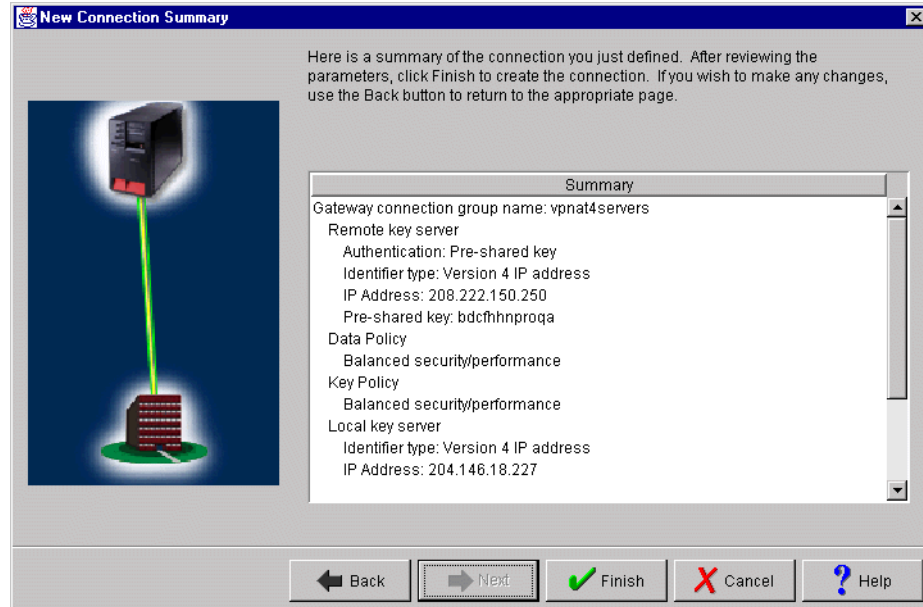 New Connection Summary
Here is a summary of the connection you just defined. After reviewing the
parameters, click Finish to create the connection. If you wish to make any changes,
use the Back button to return to the appropriate page.
Summary
Gateway connection group name: vpnat4servers
Remote key server
Authentication: Pre-shared key
Identifier type: Version 4 IP address
IP Address: 208.222.150.250
Pre-shared key: bdcfhhnproqa
Data Policy
Balanced security/performance
Key Policy
Balanced security/performance
Local key server
Identifier type: Version 4 IP address
IP Address: 204.146.18.227
Back Next Finish Cancel Help